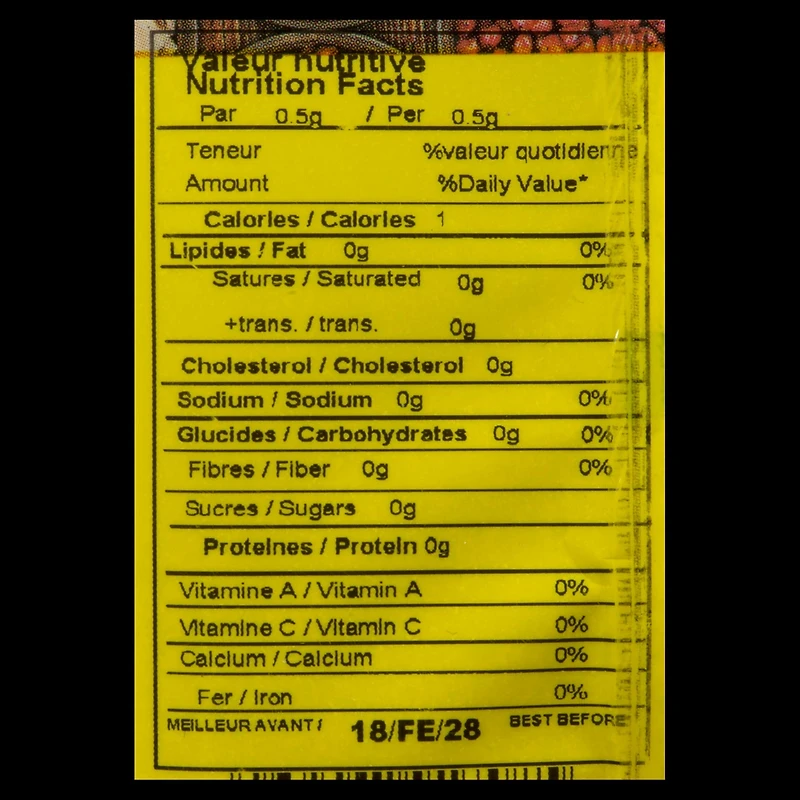 Valeur nutritive
Nutrition Facts
Par 0.5g / Per 0.5g
Teneur %valeur quotidienne
Amount %Daily Value*
Calories / Calories 1
Lipides / Fat 0g 0%
Satures / Saturated 0g 0%
+trans. / trans. 0g
Cholesterol / Cholesterol 0g
Sodium / Sodium 0g 0%
Glucides / Carbohydrates 0g 0%
Fibres / Fiber 0g 0%
Sucres / Sugars 0g
Proteines / Protein 0g
Vitamine A / Vitamin A 0%
Vitamine C / Vitamin C 0%
Calcium / Calcium 0%
Fer / Iron 0%
MEILLEUR AVANT / 18/FE/28 BEST BEFORE